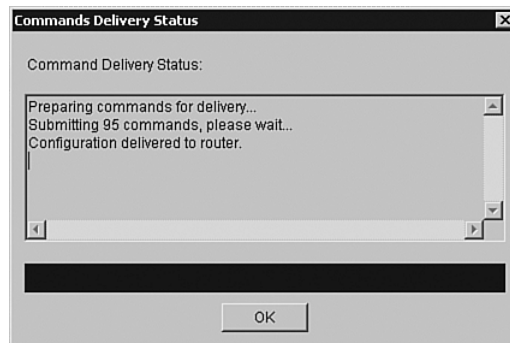 Commands Delivery Status
Command Delivery Status:
Preparing commands for delivery...
Submitting 95 commands, please wait...
Configuration delivered to router.
OK